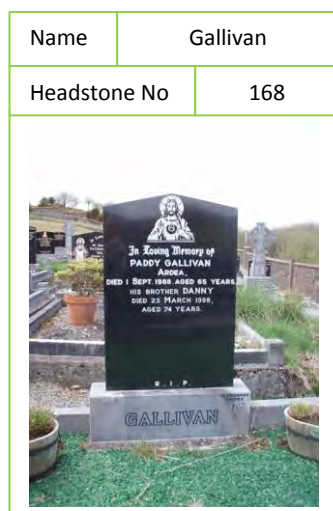 Name Gallivan
Headstone No 168
In Loving Memory of
PADDY GALLIVAN
ARDEA,
DIED 1 SEPT. 1988. AGED 65 YEARS.
HIS BROTHER DANNY
DIED 23 MARCH 1998,
AGED 74 YEARS.
R.I.P.
GALLIVAN